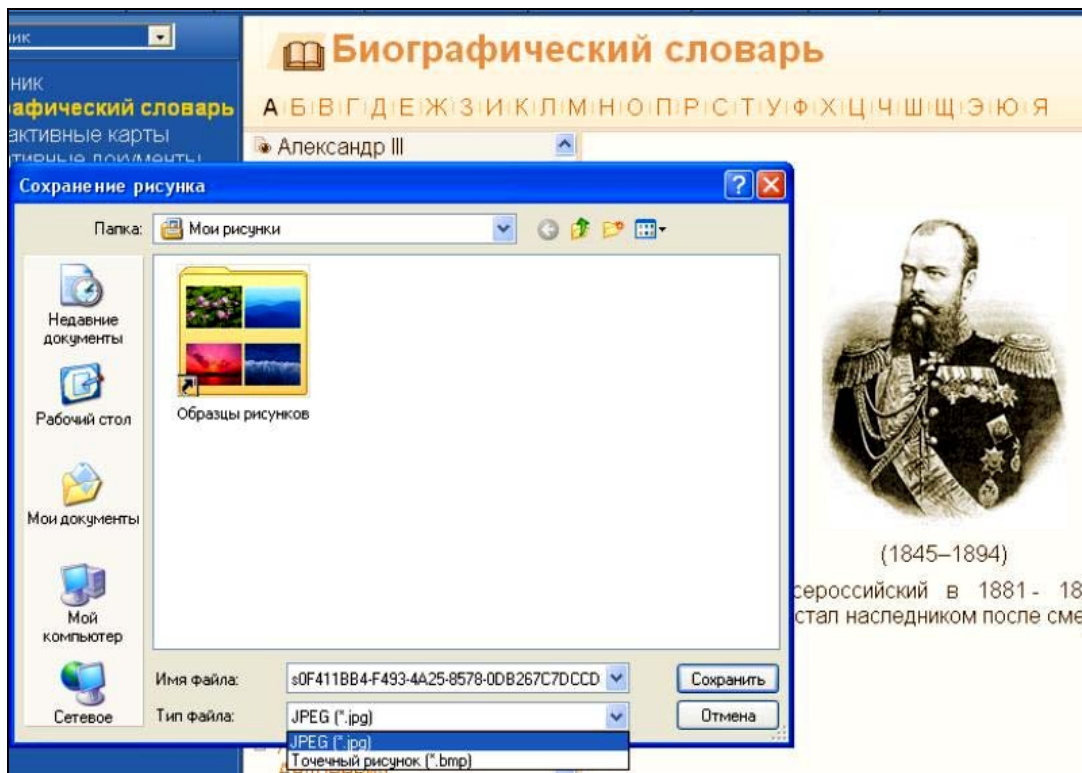 ник
Биографический словарь
ник
афический словарь
активные карты
А Б В Г Д Е Ж З И К Л М Н О П Р С Т У Ф Х Ц Ч Ш Щ Э Ю Я
Александр III
Сохранение рисунка
Папка:
Мои рисунки
Недавние
документы
Рабочий стол
Мои документы
Мой
компьютер
Сетевое
Образцы рисунков
(1845–1894)
сероссийский в 1881- 18
стал наследником после сме
Имя файла:
s0F411BB4-F493-4A25-8578-0DB267C7DCCD
Сохранить
Тип файла:
JPEG (*.jpg)
Отмена
JPEG (*.jpg)
Точечный рисунок (*.bmp)